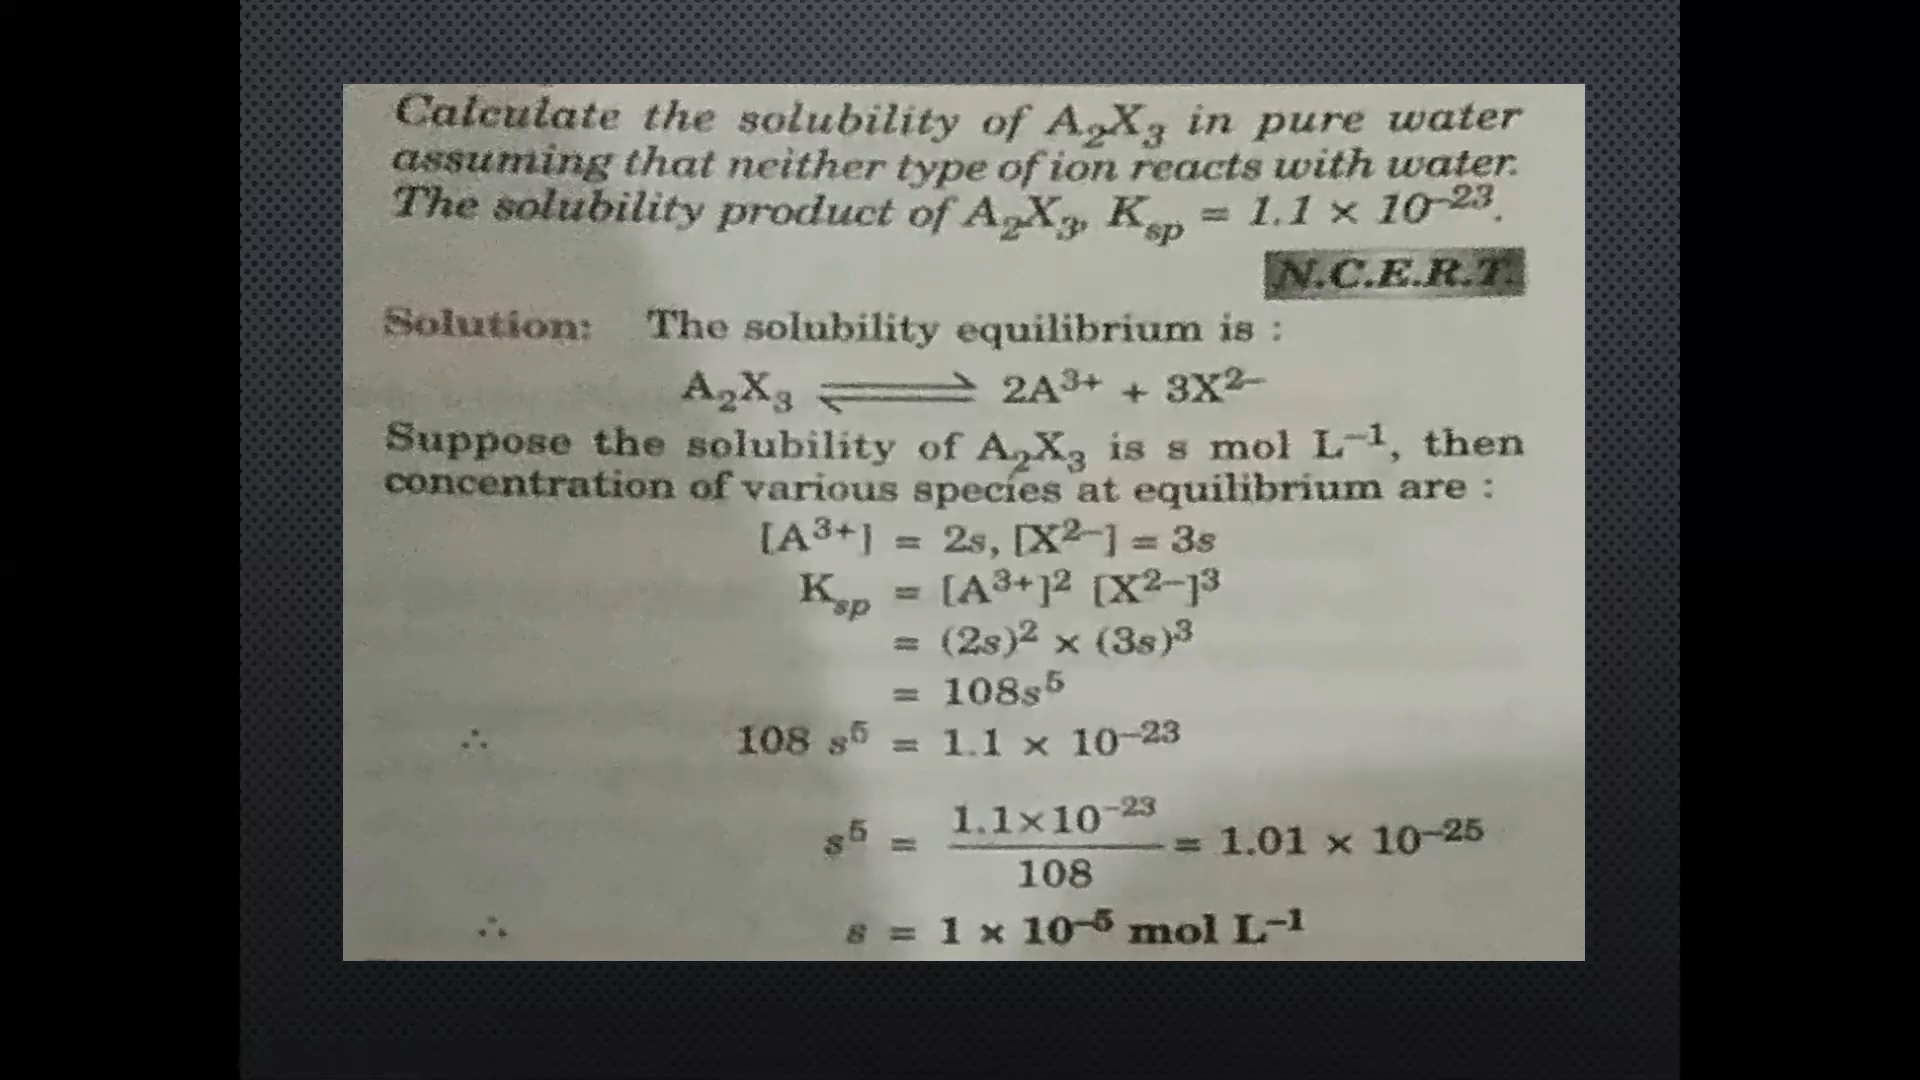 Calculate the solubility of A₂X₃ in pure water
assuming that neither type of ion reacts with water.
The solubility product of A₂X₃, Kₛₚ = 1.1 × 10⁻²³.
N.C.E.R.T.
Solution: The solubility equilibrium is :
A₂X₃ ⇌ 2A³⁺ + 3X²⁻
Suppose the solubility of A₂X₃ is s mol L⁻¹, then
concentration of various species at equilibrium are :
[A³⁺] = 2s, [X²⁻] = 3s
Kₛₚ = [A³⁺]² [X²⁻]³
= (2s)² × (3s)³
= 108s⁵
∴ 108 s⁵ = 1.1 × 10⁻²³
s⁵ = 1.1×10⁻²³ / 108 = 1.01 × 10⁻²⁵
∴ s = 1 × 10⁻⁵ mol L⁻¹